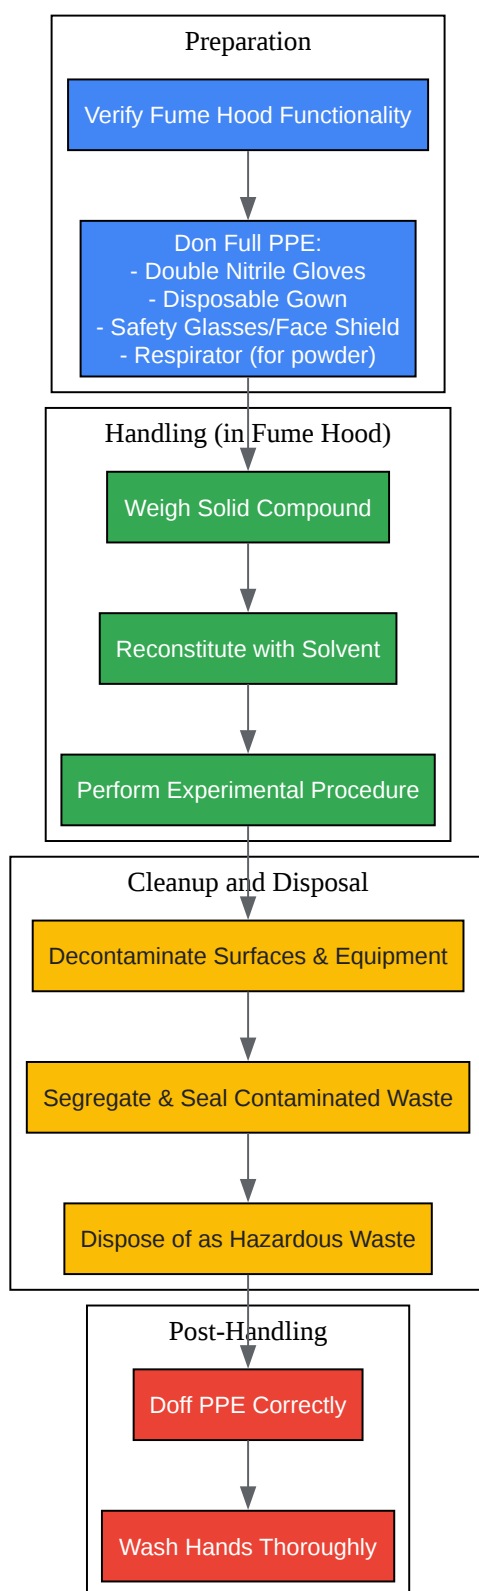 Preparation
Verify Fume Hood Functionality
Don Full PPE:
- Double Nitrile Gloves
- Disposable Gown
- Safety Glasses/Face Shield
- Respirator (for powder)
Handling (in Fume Hood)
Weigh Solid Compound
Reconstitute with Solvent
Perform Experimental Procedure
Cleanup and Disposal
Decontaminate Surfaces & Equipment
Segregate & Seal Contaminated Waste
Dispose of as Hazardous Waste
Post-Handling
Doff PPE Correctly
Wash Hands Thoroughly